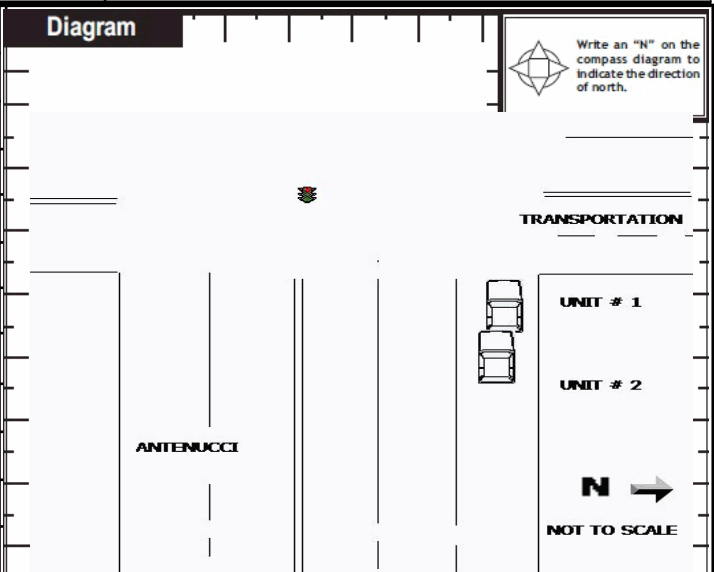 Diagram
Write an “N” on the
compass diagram to
indicate the direction
of north.
TRANSPORTATION
UNIT # 1
UNIT # 2
ANTENUCCI
N
NOT TO SCALE